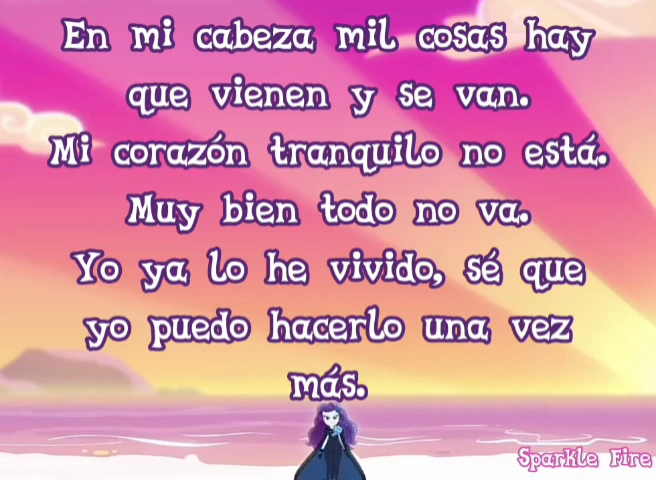 En mi cabeza mil cosas hay
que vienen y se van.
Mi corazón tranquilo no está.
Muy bien todo no va.
Yo ya lo he vivido, sé que
yo puedo hacerlo una vez
más.
Sparkle Fire